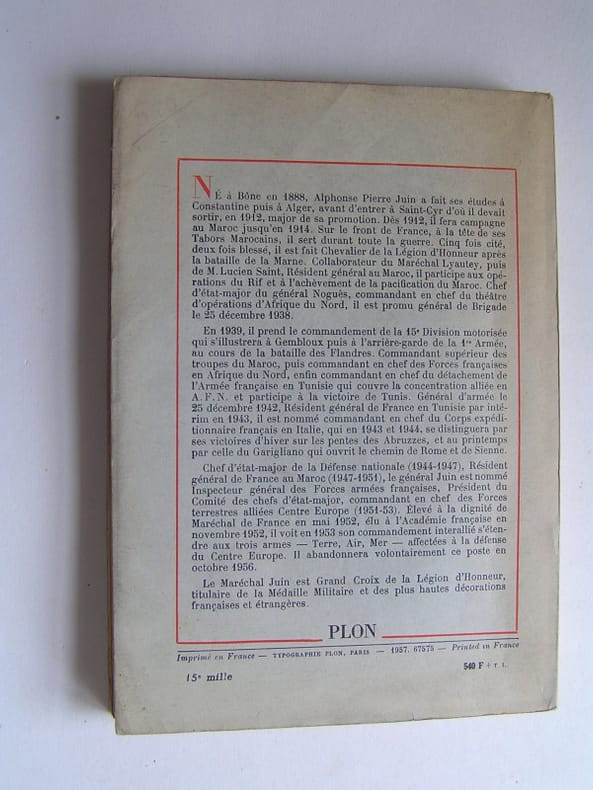 NÉ à Bône en 1888, Alphonse Pierre Juin a fait ses études à
Constantine puis à Alger, avant d'entrer à Saint-Cyr d'où il devait
sortir, en 1912, major de sa promotion. Dès 1912, il fera campagne
au Maroc jusqu'en 1914. Sur le front de France, à la tête de ses
Tabors Marocains, il sert durant toute la guerre. Cinq fois cité,
deux fois blessé, il est fait Chevalier de la Légion d'Honneur après
la bataille de la Marne. Collaborateur du Maréchal Lyautey, puis
de M. Lucien Saint, Résident général au Maroc, il participe aux opé-
rations du Rif et à l'achèvement de la pacification du Maroc. Chef
d'état-major du général Noguès, commandant en chef du théâtre
d'opérations d'Afrique du Nord, il est promu général de Brigade
le 25 décembre 1938.
En 1939, il prend le commandement de la 15e Division motorisée
qui s'illustrera à Gembloux puis à l'arrière-garde de la 1re Armée,
au cours de la bataille des Flandres. Commandant supérieur des
troupes du Maroc, puis commandant en chef des Forces françaises
en Afrique du Nord, enfin commandant en chef du détachement de
l'Armée française en Tunisie qui couvre la concentration alliée en
A. F. N. et participe à la victoire de Tunis. Général d'armée le
25 décembre 1942, Résident général de France en Tunisie par inté-
rim en 1943, il est nommé commandant en chef du Corps expédi-
tionnaire français en Italie, qui en 1943 et 1944, se distinguera par
ses victoires d'hiver sur les pentes des Abruzzes, et au printemps
par celle du Garigliano qui ouvrit le chemin de Rome et de Sienne.
Chef d'état-major de la Défense nationale (1944-1947), Résident
général de France au Maroc (1947-1951), le général Juin est nommé
Inspecteur général des Forces armées françaises, Président du
Comité des chefs d'état-major, commandant en chef des Forces
terrestres alliées Centre Europe (1951-53). Élevé à la dignité de
Maréchal de France en mai 1952, élu à l'Académie française en
novembre 1952, il voit en 1953 son commandement interallié s'éten-
dre aux trois armes — Terre, Air, Mer — affectées à la défense
du Centre Europe. Il abandonnera volontairement ce poste en
octobre 1956.
Le Maréchal Juin est Grand Croix de la Légion d'Honneur,
titulaire de la Médaille Militaire et des plus hautes décorations
françaises et étrangères.
PLON
Imprimé en France — TYPOGRAPHIE PLON, PARIS — 1957. 67575 — Printed in France
15e mille
540 F + T. L.